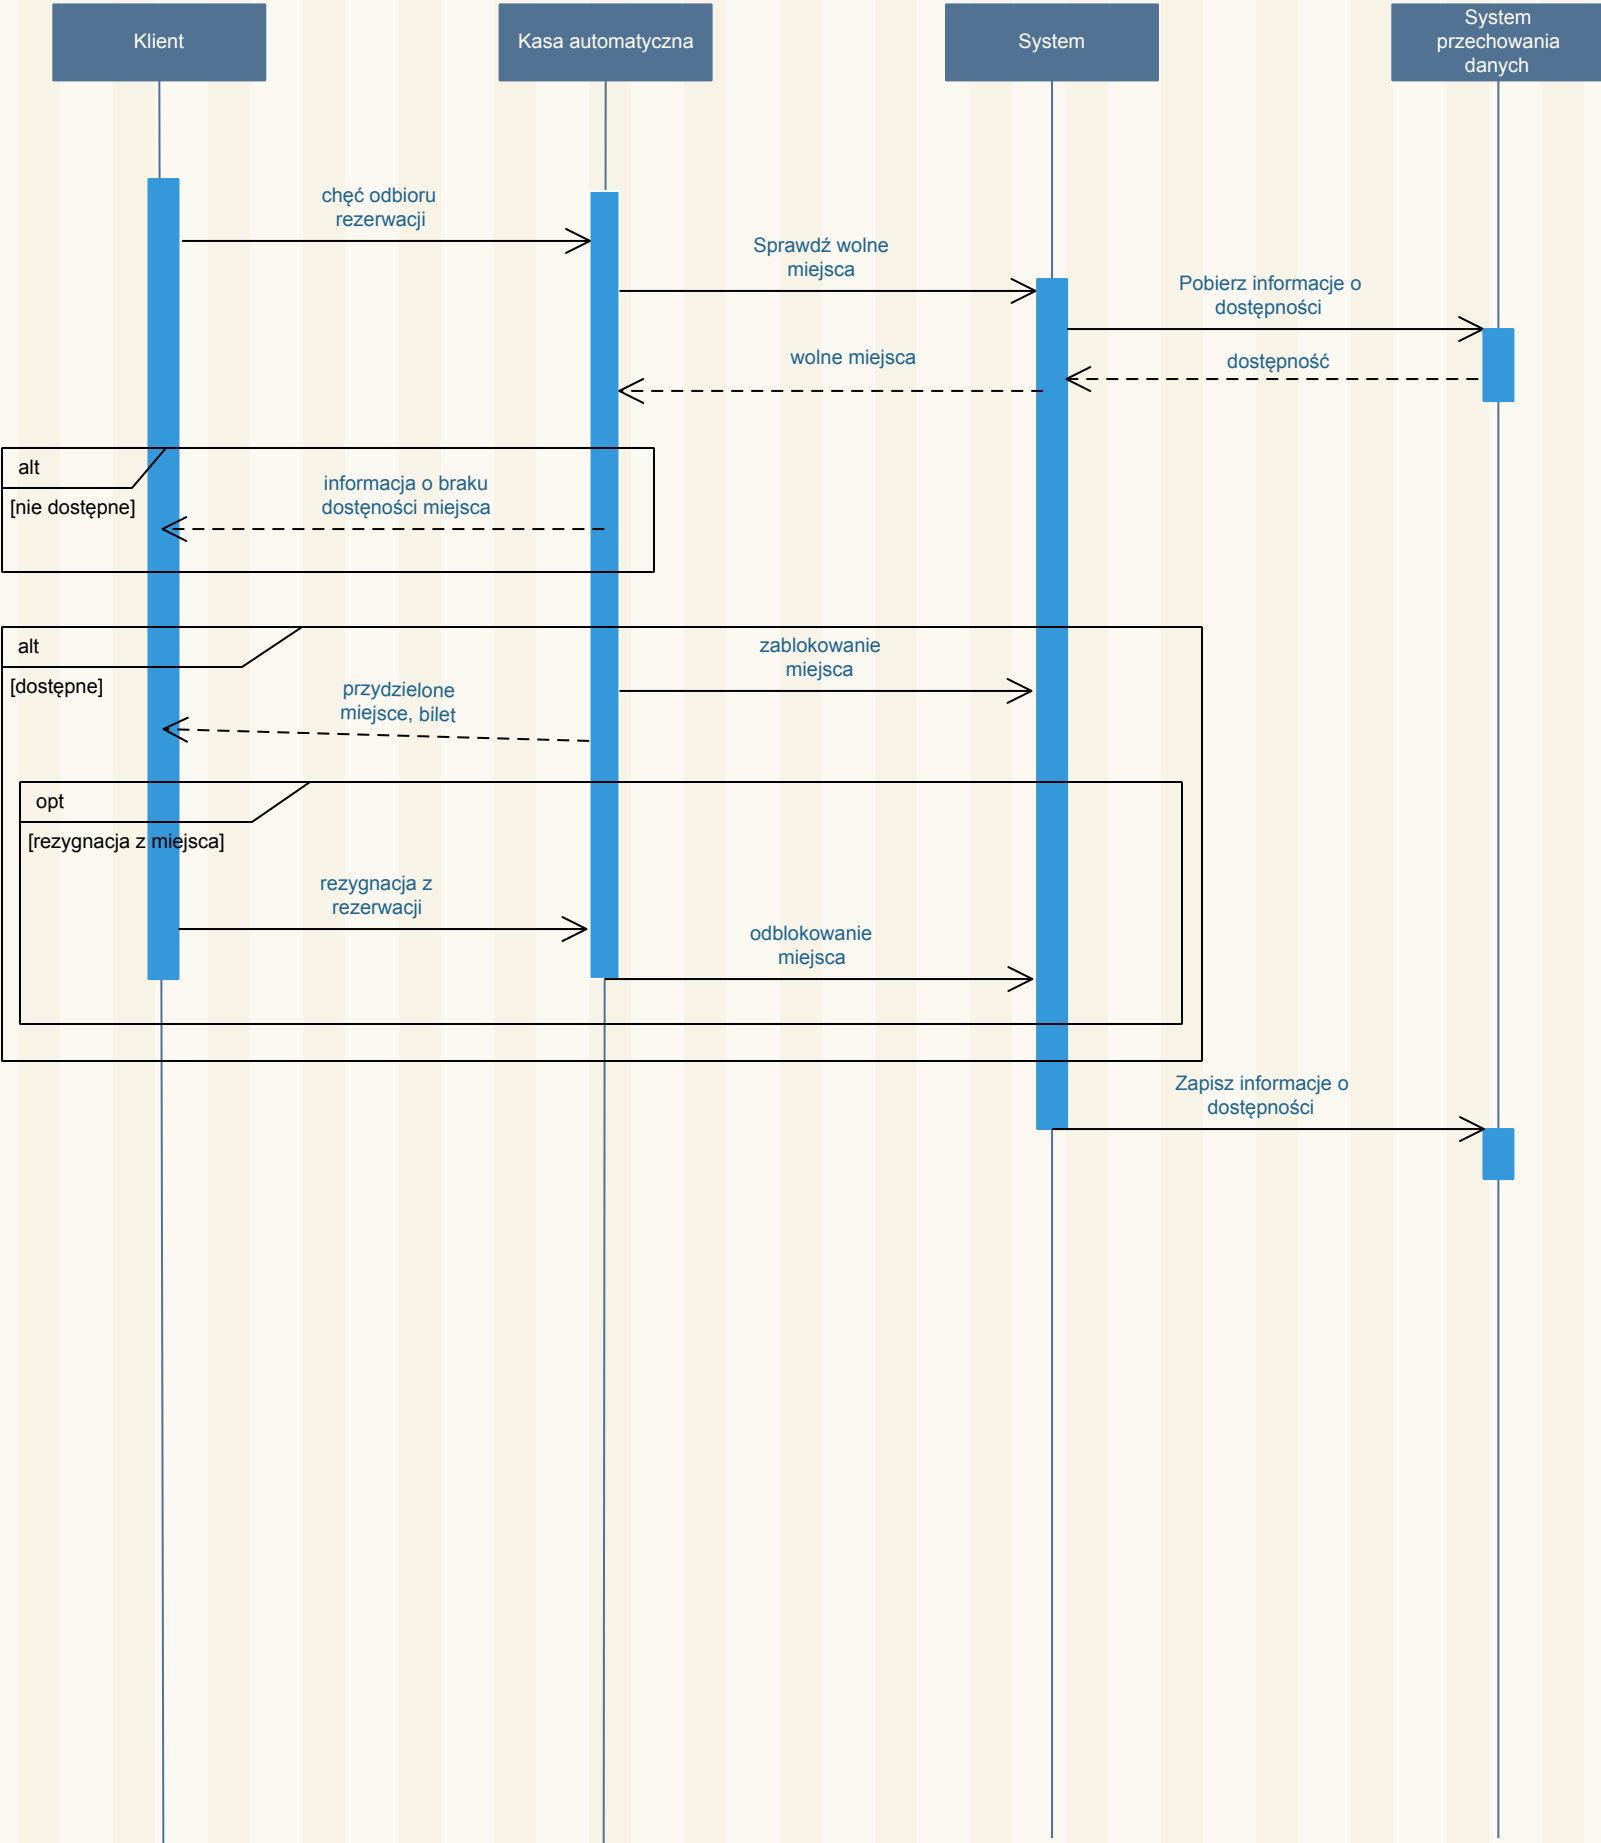 Klient
Kasa automatyczna
System
System
przechowania
danych
chęć odbioru
rezerwacji
Sprawdź wolne
miejsca
Pobierz informacje o
dostępności
wolne miejsca
dostępność
alt
[nie dostępne]
informacja o braku
dostęności miejsca
alt
[dostępne]
zablokowanie
miejsca
przydzielone
miejsce, bilet
opt
[rezygnacja z miejsca]
rezygnacja z
rezerwacji
odblokowanie
miejsca
Zapisz informacje o
dostępności